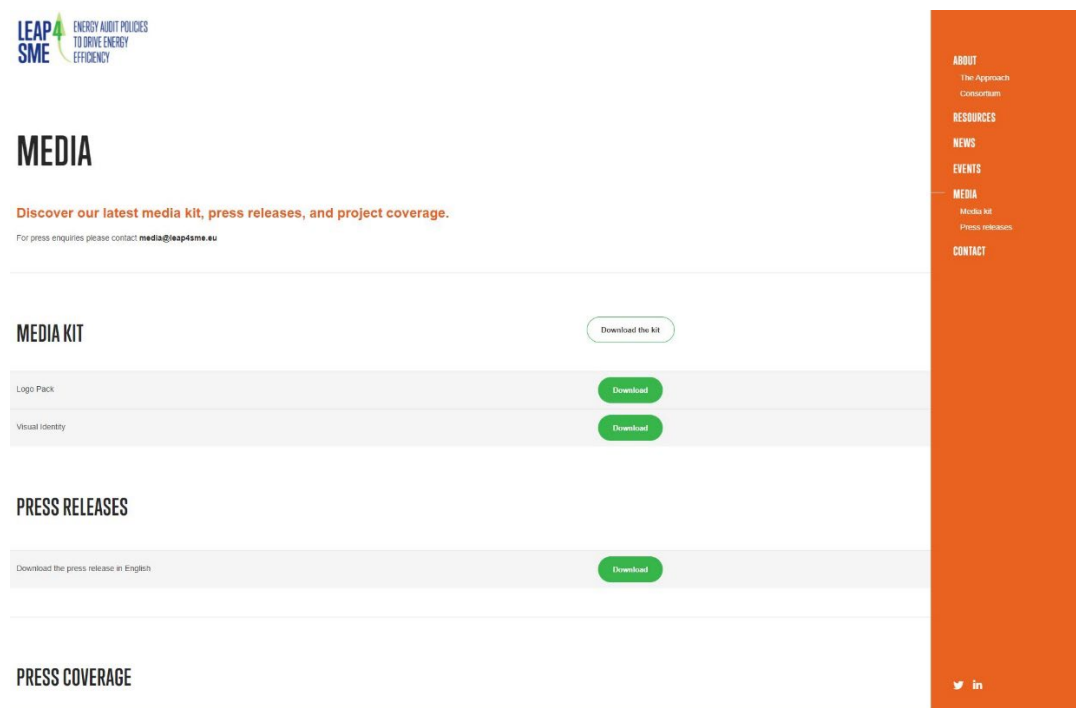 LEAP4
SME
ENERGY AUDIT POLICIES
TO DRIVE ENERGY
EFFICIENCY
MEDIA
Discover our latest media kit, press releases, and project coverage.
For press enquiries please contact media@leap4sme.eu
MEDIA KIT
Download the kit
Logo Pack
Download
Visual Identity
Download
PRESS RELEASES
Download the press release in English
Download
PRESS COVERAGE
ABOUT
The Approach
Consortium
RESOURCES
NEWS
EVENTS
MEDIA
Media kit
Press releases
CONTACT
in